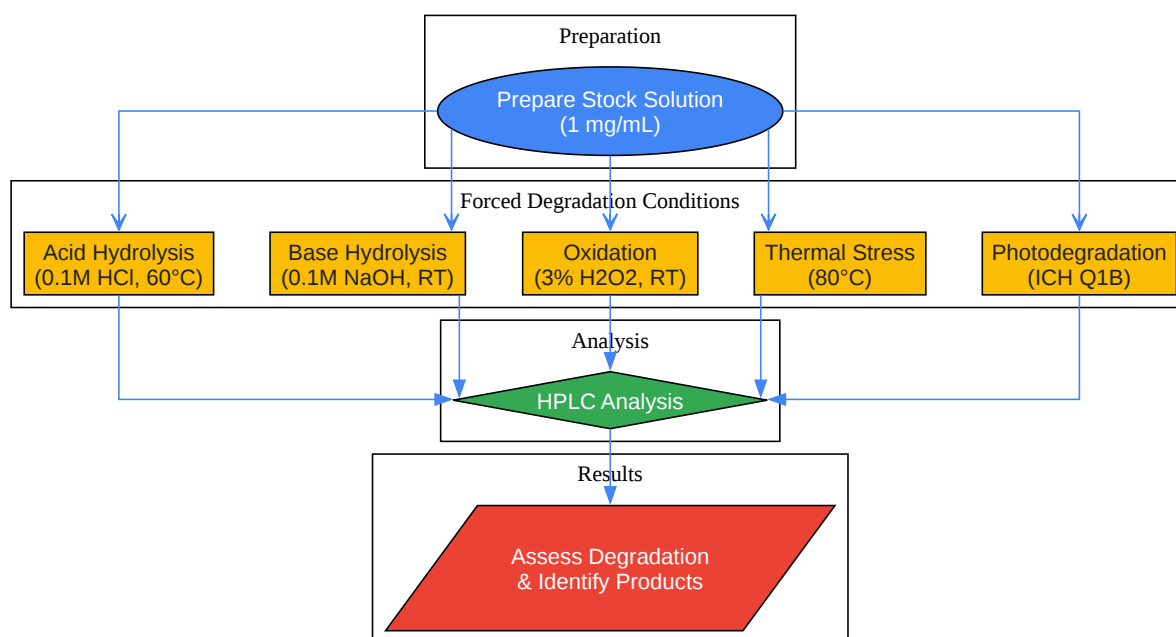 Preparation
Prepare Stock Solution
(1 mg/mL)
Forced Degradation Conditions
Acid Hydrolysis
(0.1M HCl, 60°C)
Base Hydrolysis
(0.1M NaOH, RT)
Oxidation
(3% H2O2, RT)
Thermal Stress
(80°C)
Photodegradation
(ICH Q1B)
Analysis
HPLC Analysis
Results
Assess Degradation
& Identify Products